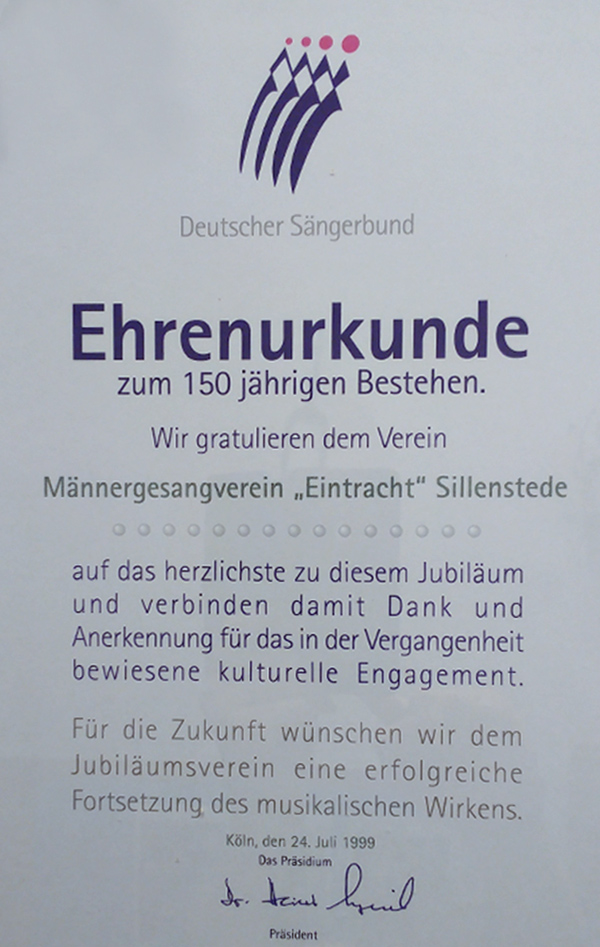 Deutscher Sängerbund
Ehrenurkunde
zum 150 jährigen Bestehen.
Wir gratulieren dem Verein
Männergesangverein „Eintracht“ Sillenstede
auf das herzlichste zu diesem Jubiläum
und verbinden damit Dank und
Anerkennung für das in der Vergangenheit
bewiesene kulturelle Engagement.
Für die Zukunft wünschen wir dem
Jubiläumsverein eine erfolgreiche
Fortsetzung des musikalischen Wirkens.
Köln, den 24. Juli 1999
Das Präsidium
Dr.
Präsident